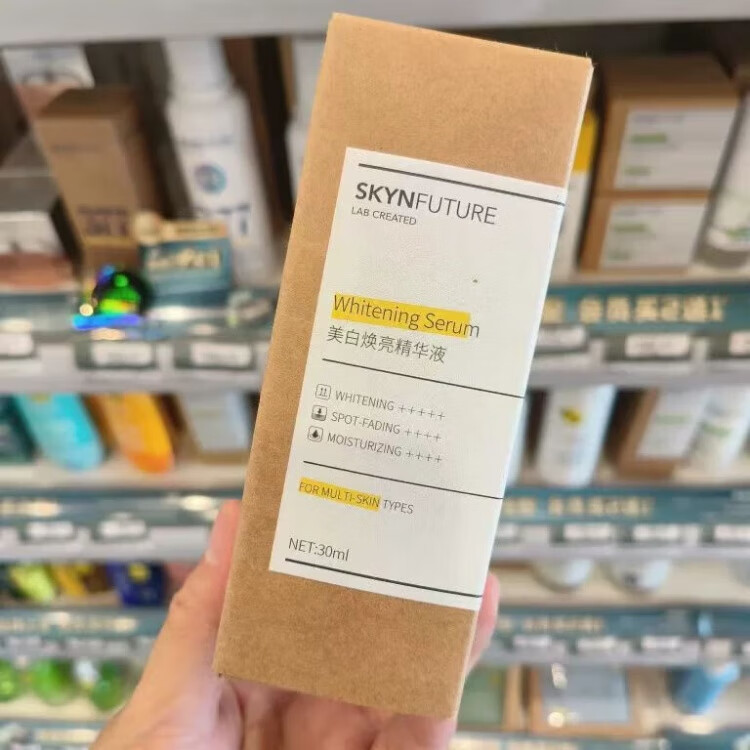 SKYNFUTURE
LAB CREATED
Whitening Serum
美白焕亮精华液
WHITENING +++++
SPOT-FADING ++++
MOISTURIZING ++++
FOR MULTI-SKIN TYPES
NET:30ml